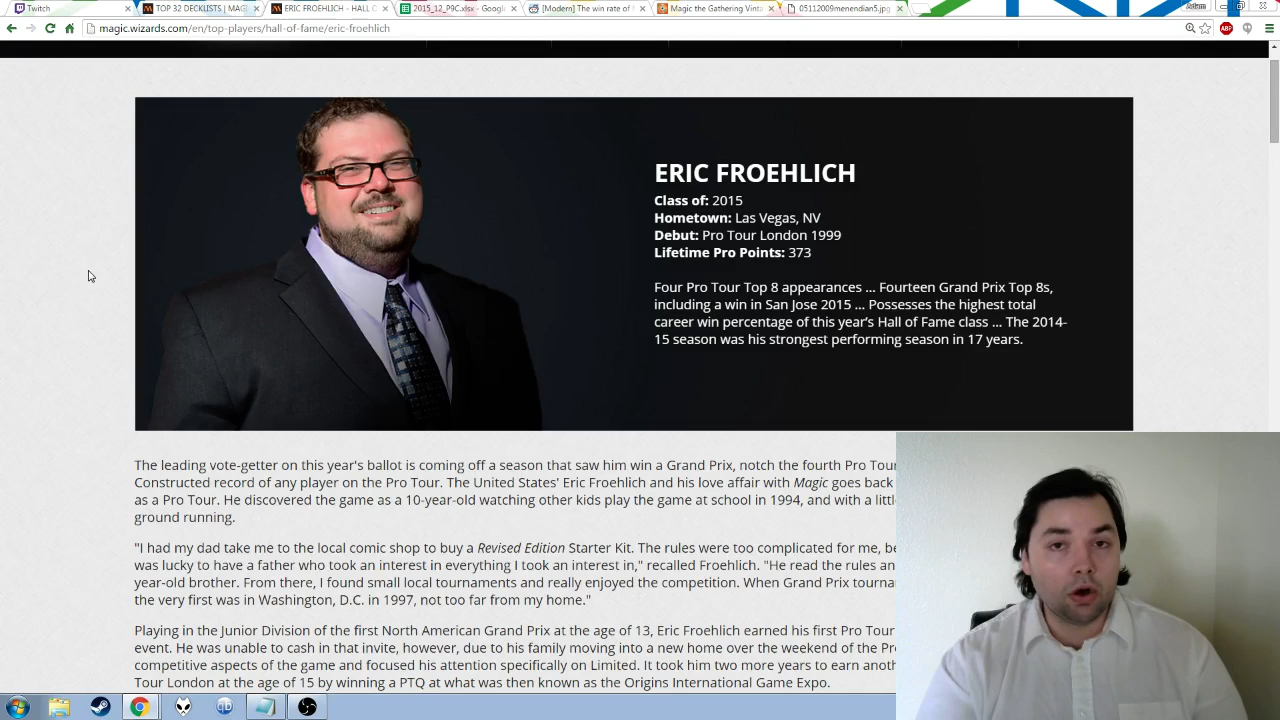 Twitch
TOP 32 DECKLISTS | MAG
ERIC FROEHLICH - HALL O
2015_12_P9C.xlsx - Google
[Modern] The win rate of
Magic the Gathering Vint
05112009menendian5.jpg
Adam
magic.wizards.com/en/top-players/hall-of-fame/eric-froehlich
ABP
ERIC FROEHLICH
Class of: 2015
Hometown: Las Vegas, NV
Debut: Pro Tour London 1999
Lifetime Pro Points: 373
Four Pro Tour Top 8 appearances ... Fourteen Grand Prix Top 8s,
including a win in San Jose 2015 ... Possesses the highest total
career win percentage of this year's Hall of Fame class ... The 2014-
15 season was his strongest performing season in 17 years.
The leading vote-getter on this year's ballot is coming off a season that saw him win a Grand Prix, notch the fourth Pro Tour
Constructed record of any player on the Pro Tour. The United States' Eric Froehlich and his love affair with Magic goes back
as a Pro Tour. He discovered the game as a 10-year-old watching other kids play the game at school in 1994, and with a littl
ground running.
"I had my dad take me to the local comic shop to buy a Revised Edition Starter Kit. The rules were too complicated for me, be
was lucky to have a father who took an interest in everything I took an interest in," recalled Froehlich. "He read the rules an
year-old brother. From there, I found small local tournaments and really enjoyed the competition. When Grand Prix tourna
the very first was in Washington, D.C. in 1997, not too far from my home."
Playing in the Junior Division of the first North American Grand Prix at the age of 13, Eric Froehlich earned his first Pro Tour
event. He was unable to cash in that invite, however, due to his family moving into a new home over the weekend of the Pr
competitive aspects of the game and focused his attention specifically on Limited. It took him two more years to earn anoth
Tour London at the age of 15 by winning a PTQ at what was then known as the Origins International Game Expo.